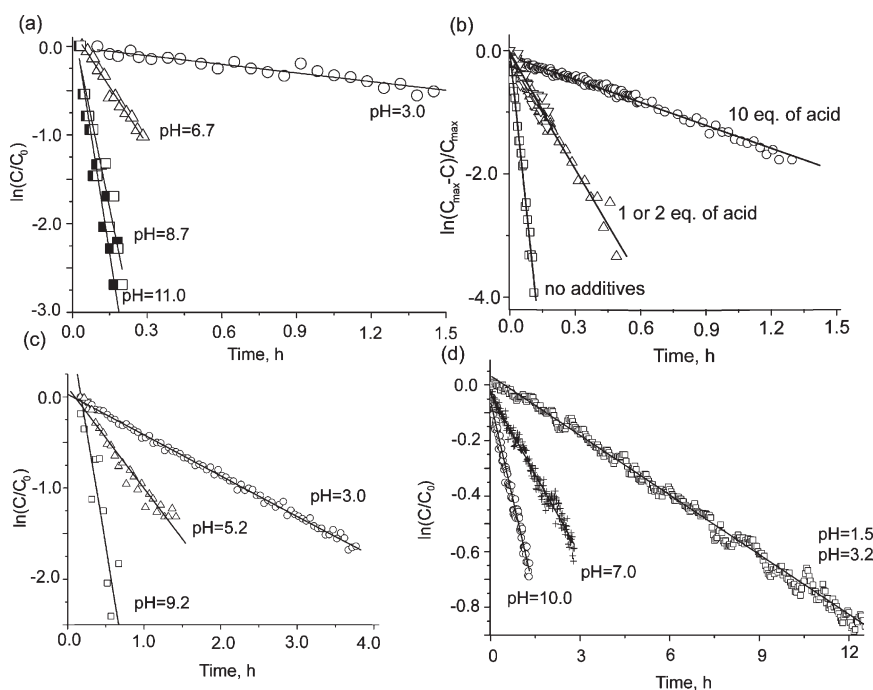 (a)
ln(C/C0)
0.0
-1.0
-2.0
-3.0
pH=3.0
pH=6.7
pH=8.7
pH=11.0
0.0 0.3 0.6 0.9 1.2 1.5
Time, h
(b)
ln(Cmax-C)/Cmax)
0.0
-2.0
-4.0
10 eq. of acid
1 or 2 eq. of acid
no additives
0.0 0.3 0.6 0.9 1.2 1.5
Time, h
(c)
ln(C/C0)
0.0
-1.0
-2.0
pH=3.0
pH=5.2
pH=9.2
0.0 1.0 2.0 3.0 4.0
Time, h
(d)
ln(C/C0)
0.0
-0.2
-0.4
-0.6
-0.8
pH=1.5
pH=3.2
pH=7.0
pH=10.0
0 3 6 9 12
Time, h